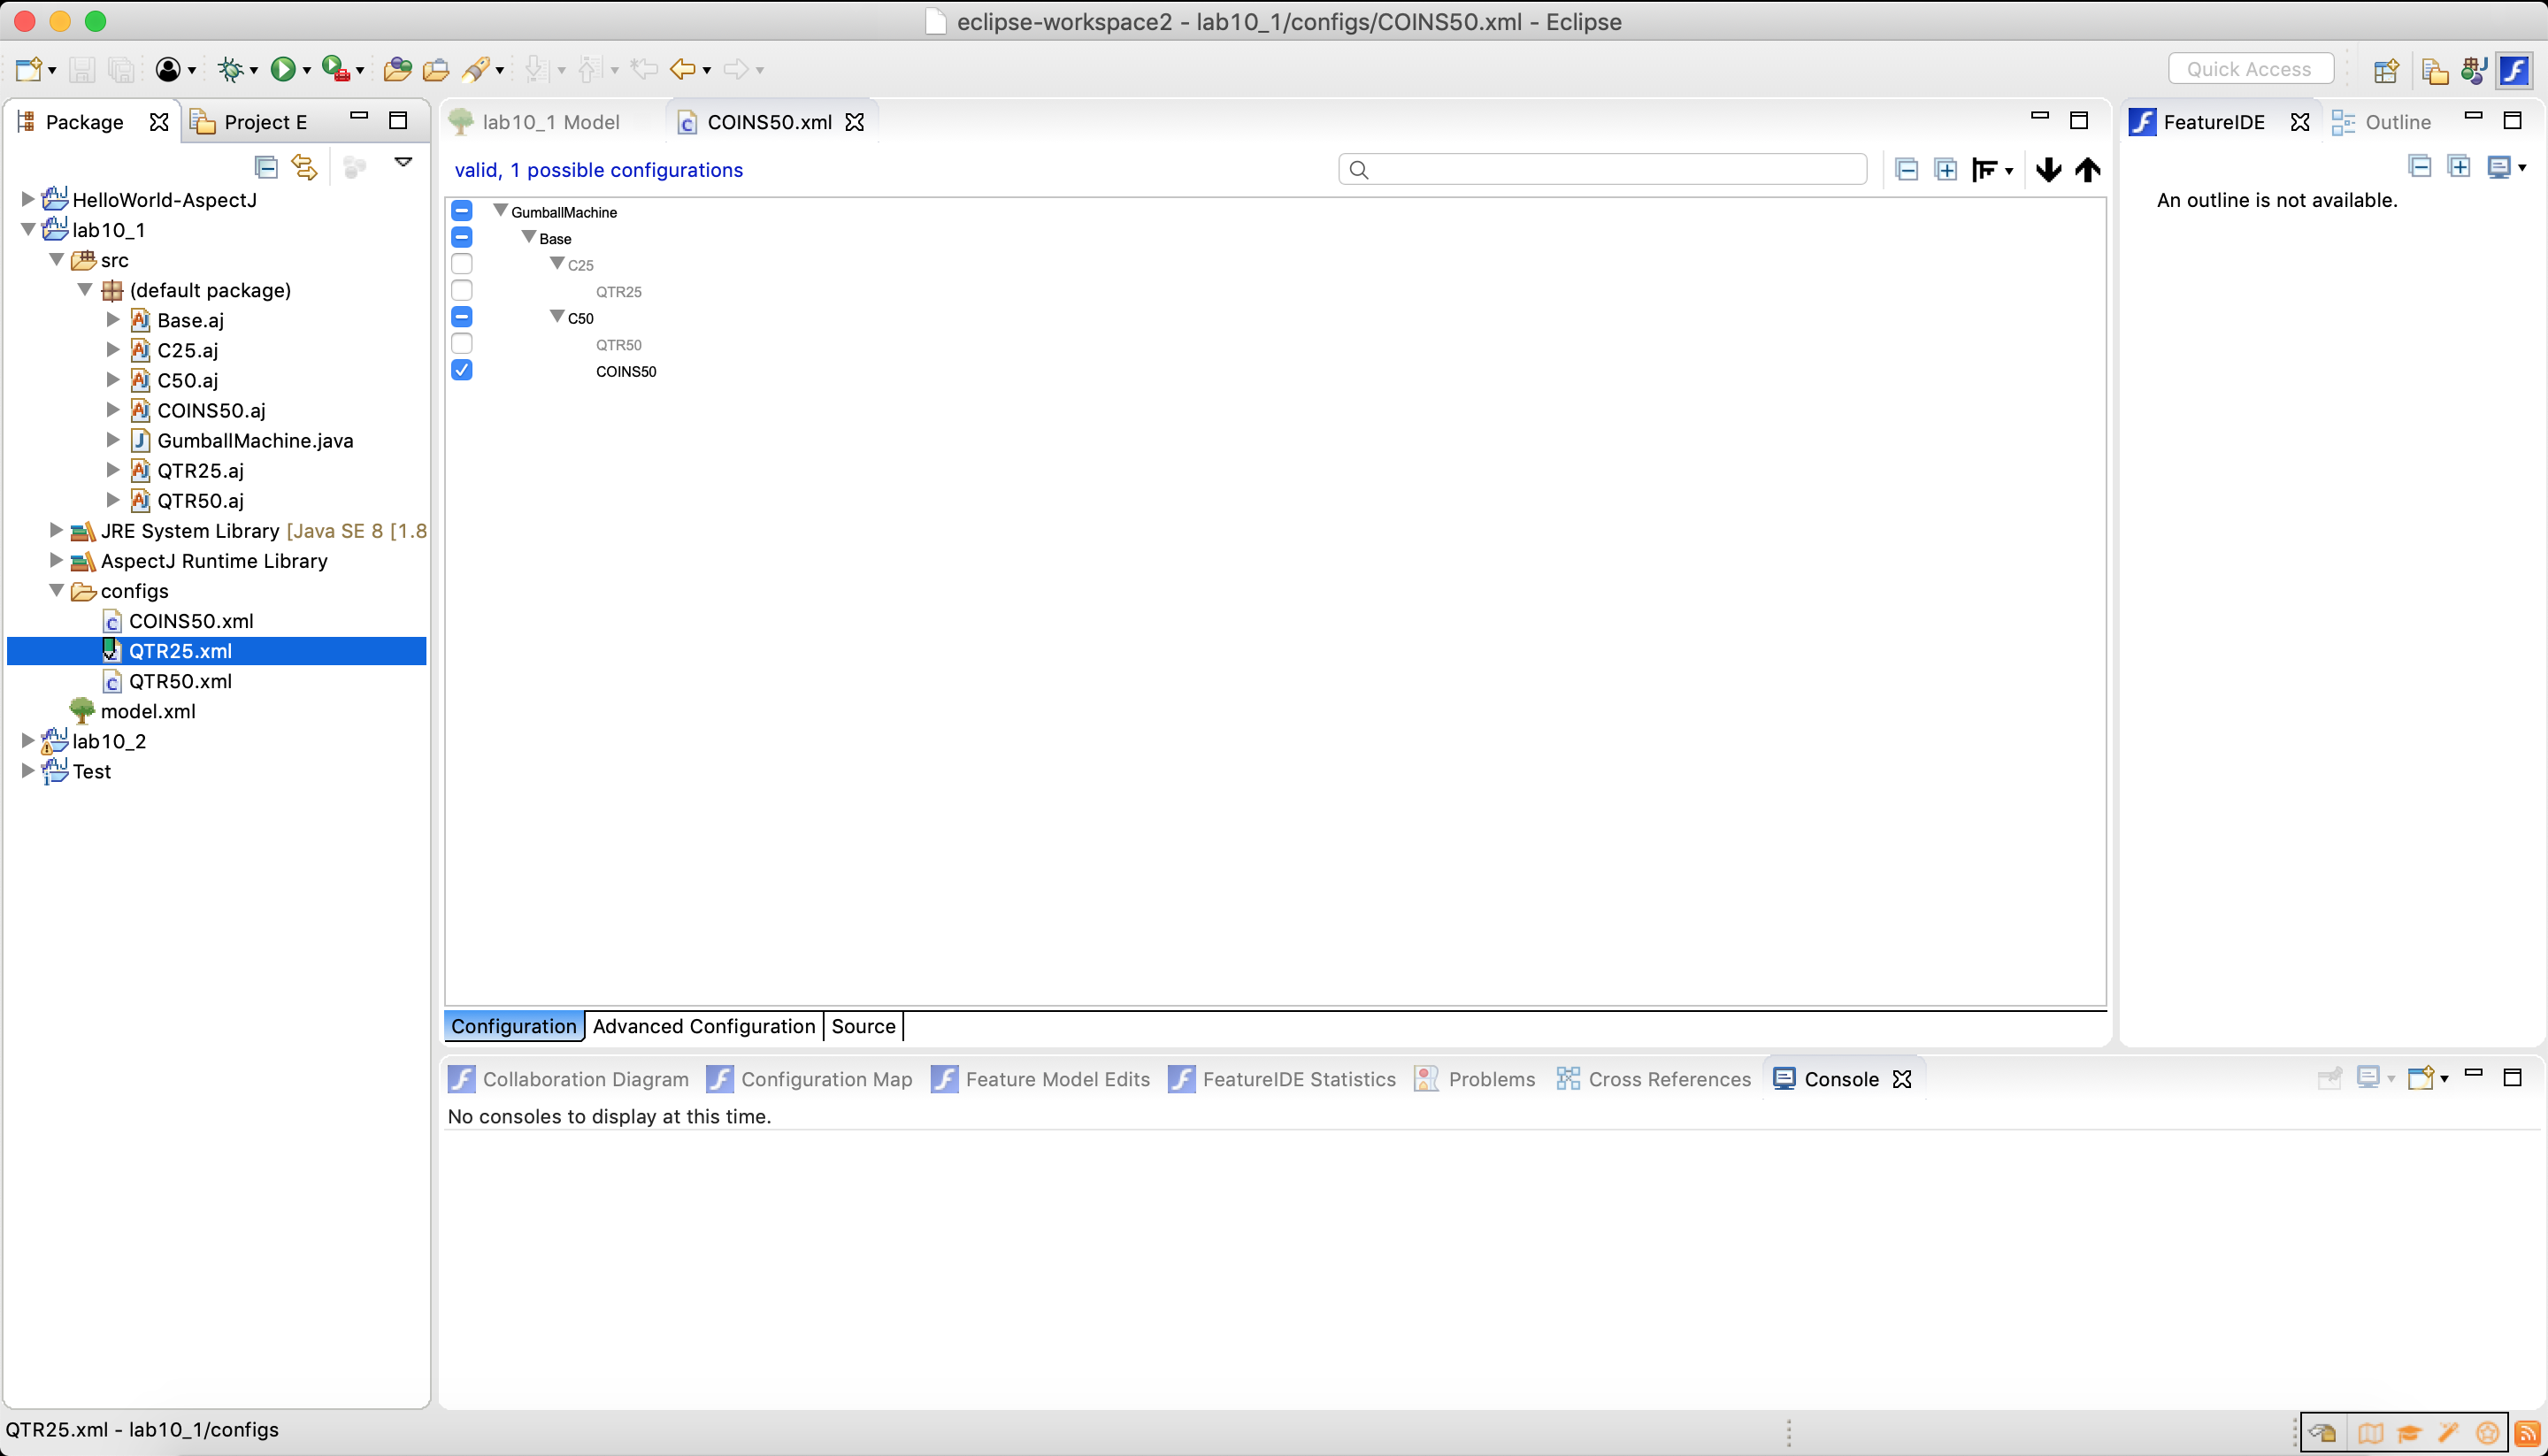 eclipse-workspace2 - lab10_1/configs/COINS50.xml - Eclipse
Quick Access
Package
Project E
HelloWorld-AspectJ
lab10_1
src
(default package)
Base.aj
C25.aj
C50.aj
COINS50.aj
GumballMachine.java
QTR25.aj
QTR50.aj
JRE System Library [Java SE 8 [1.8
AspectJ Runtime Library
configs
COINS50.xml
QTR25.xml
QTR50.xml
model.xml
lab10_2
Test
lab10_1 Model
COINS50.xml
valid, 1 possible configurations
GumballMachine
Base
C25
QTR25
C50
QTR50
COINS50
Configuration
Advanced Configuration
Source
FeatureIDE
Outline
An outline is not available.
Collaboration Diagram
Configuration Map
Feature Model Edits
FeatureIDE Statistics
Problems
Cross References
Console
No consoles to display at this time.
QTR25.xml - lab10_1/configs